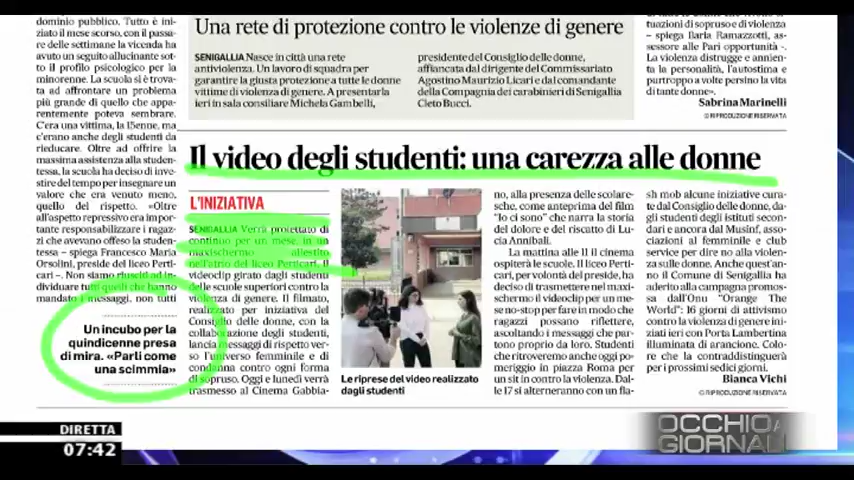 dominio pubblico. Tutto è ini-
ziato il mese scorso, con il passa-
re delle settimane la vicenda ha
avuto un seguito allucinante sot-
to il profilo psicologico per la
minorenne. La scuola si è trova-
ta ad affrontare un problema
più grande di quello che appa-
rentemente poteva sembrare.
C'era una vittima, la 15enne, ma
c'erano anche degli studenti da
rieducare. Oltre ad offrire la
massima assistenza alla studen-
tessa, la scuola ha deciso di inve-
stire del tempo per insegnare un
valore che era venuto meno,
quello del rispetto. «Oltre
all'aspetto repressivo era impor-
tante responsabilizzare i ragaz-
zi che avevano offeso la studen-
tessa – spiega Francesco Maria
Orsolini, preside del liceo Perti-
cari –. Non siamo riusciti ad in-
dividuare tutti quelli che hanno
mandato i messaggi, non tutti
Un incubo per la
quindicenne presa
di mira. «Parli come
una scimmia»
Una rete di protezione contro le violenze di genere
SENIGALLIA Nasce in città una rete
antiviolenza. Un lavoro di squadra per
garantire la giusta protezione a tutte le donne
vittime di violenza di genere. A presentarla
ieri in sala consiliare Michela Gambelli,
presidente del Consiglio delle donne,
affiancata dal dirigente del Commissariato
Agostino Maurizio Licari e dal comandante
della Compagnia dei carabinieri di Senigallia
Cleto Bucci.
tuazioni di soprusi e di violenza
– spiega Ilaria Ramazzotti, as-
sessore alle Pari opportunità –.
La violenza distrugge e annien-
ta la personalità, l'autostima e
purtroppo a volte persino la vita
di tante donne».
Sabrina Marinelli
© RIPRODUZIONE RISERVATA
Il video degli studenti: una carezza alle donne
L'INIZIATIVA
SENIGALLIA Verrà proiettato di
continuo per un mese, in un
maxischermo allestito
nell'atrio del liceo Perticari. Il
videoclip girato dagli studenti
delle scuole superiori contro la
violenza di genere. Il filmato,
realizzato per iniziativa del
Consiglio delle donne, con la
collaborazione degli studenti,
lancia messaggi di rispetto ver-
so l'universo femminile e di
condanna contro ogni forma
di sopruso. Oggi e lunedì verrà
trasmesso al Cinema Gabbia-
Le riprese del video realizzato
dagli studenti
no, alla presenza delle scolare-
sche, come anteprima del film
"Io ci sono" che narra la storia
del dolore e del riscatto di Lu-
cia Annibali.
La mattina alle 11 il cinema
ospiterà le scuole. Il liceo Perti-
cari, per volontà del preside, ha
deciso di trasmettere nel maxi-
schermo il videoclip per un me-
se no-stop per fare in modo che
ragazzi possano riflettere,
ascoltando i messaggi che par-
tono proprio da loro. Studenti
che ritroveremo anche oggi po-
meriggio in piazza Roma per
un sit in contro la violenza. Dal-
le 17 si alterneranno con un fla-
sh mob alcune iniziative cura-
te dal Consiglio delle donne, da-
gli studenti degli istituti secon-
dari e ancora dal Musinf, asso-
ciazioni al femminile e club
service per dire no alla violen-
za sulle donne. Anche quest'an-
no il Comune di Senigallia ha
aderito alla campagna promos-
sa dall'Onu "Orange The
World": 16 giorni di attivismo
contro la violenza di genere ini-
ziati ieri con Porta Lambertina
illuminata di arancione. Colo-
re che la contraddistinguerà
per i prossimi sedici giorni.
Bianca Vichi
© RIPRODUZIONE RISERVATA
DIRETTA
07:42
OCCHIO AI
GIORNALI